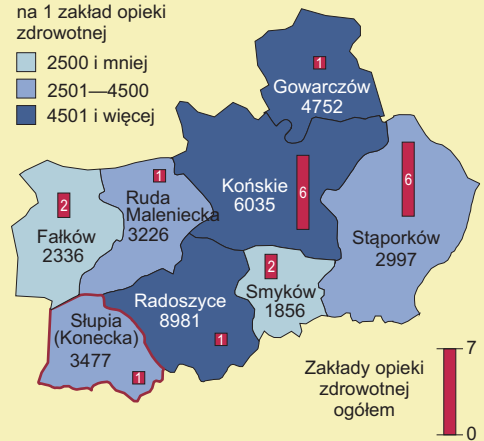 na 1 zakład opieki
zdrowotnej
2500 i mniej
2501—4500
4501 i więcej
1
Gowarczów
4752
1
Ruda
Maleniecka
3226
2
Fałków
2336
Końskie
6035
6
6
Stąporków
2997
2
Smyków
1856
Radoszyce
8981
1
Słupia
(Konecka)
3477
1
Zakłady opieki
zdrowotnej
ogółem
7
0